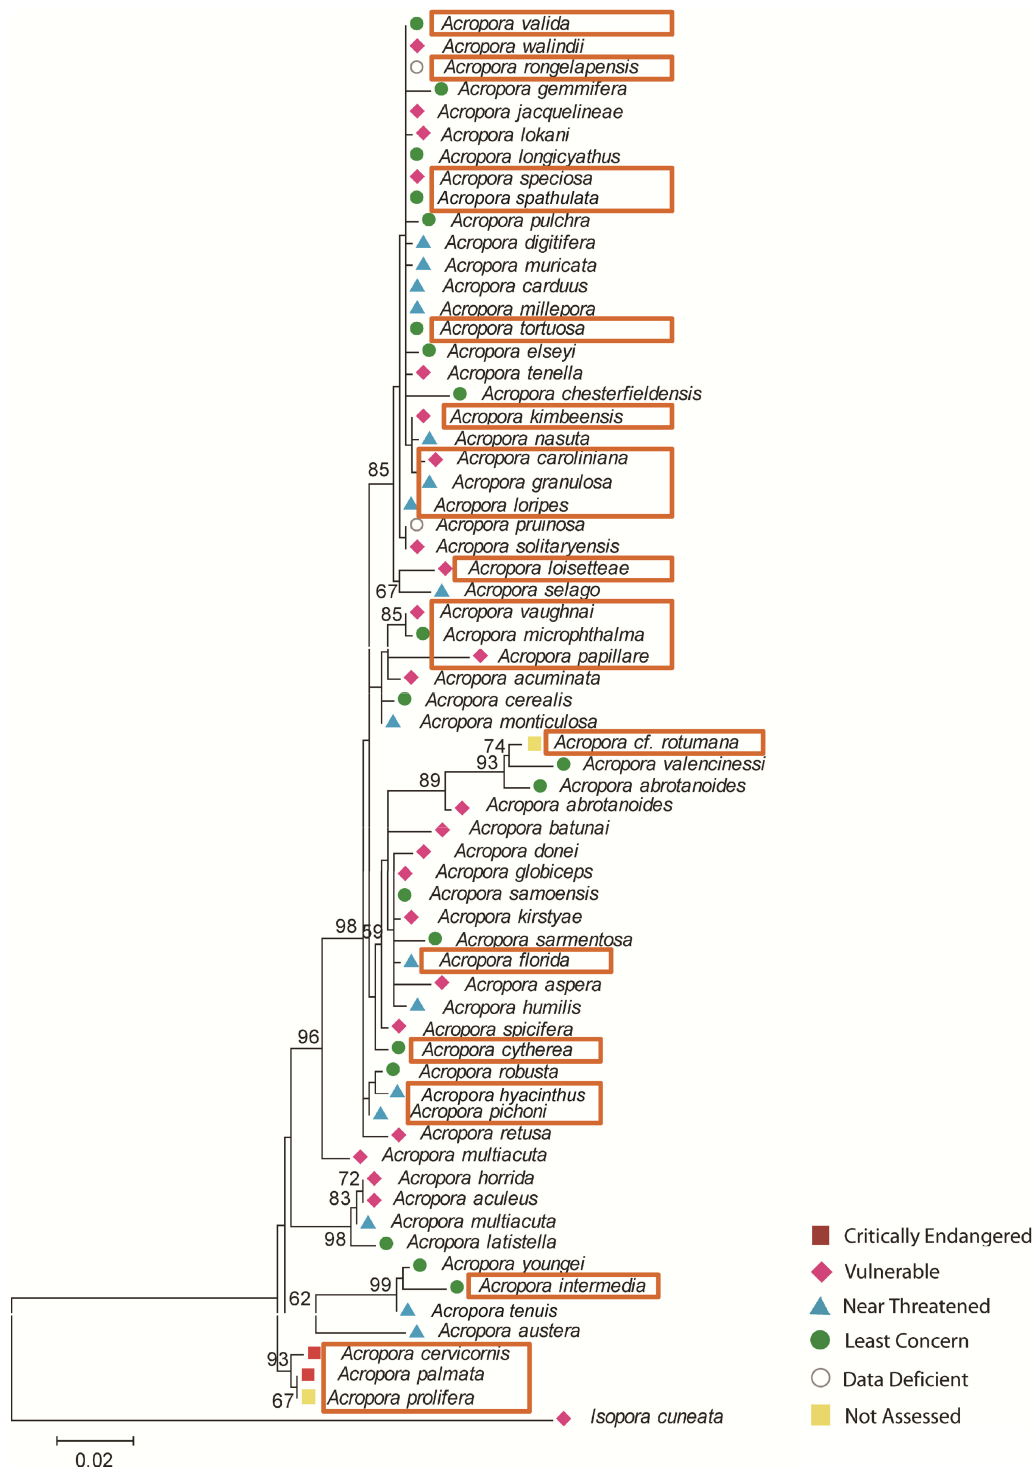 Acropora valida
Acropora walindii
Acropora rongelapensis
Acropora gemmifera
Acropora jacquelineae
Acropora lokani
Acropora longicyathus
Acropora speciosa
Acropora spathulata
Acropora pulchra
Acropora digitifera
Acropora muricata
Acropora carduus
Acropora millepora
Acropora tortuosa
Acropora elseyi
Acropora tenella
Acropora chesterfieldensis
Acropora kimbeensis
Acropora nasuta
Acropora caroliniana
85
Acropora granulosa
Acropora loripes
Acropora pruinosa
Acropora solitaryensis
Acropora loisetteae
67
Acropora selago
85
Acropora vaughnai
Acropora microphthalma
Acropora papillare
Acropora acuminata
Acropora cerealis
Acropora monticulosa
74
Acropora cf. rotumana
93
Acropora valencinessi
89
Acropora abrotanoides
Acropora abrotanoides
Acropora batunai
Acropora donei
Acropora globiceps
Acropora samoensis
Acropora kirstyae
98
59
Acropora sarmentosa
Acropora florida
Acropora aspera
Acropora humilis
Acropora spicifera
96
Acropora cytherea
Acropora robusta
Acropora hyacinthus
Acropora pichoni
Acropora retusa
Acropora multiacuta
72
Acropora horrida
83
Acropora aculeus
Acropora multiacuta
98
Acropora latistella
Acropora youngei
99
Acropora intermedia
62
Acropora tenuis
Acropora austera
93
Acropora cervicornis
Acropora palmata
67
Acropora prolifera
Isopora cuneata
0.02
Critically Endangered
Vulnerable
Near Threatened
Least Concern
Data Deficient
Not Assessed